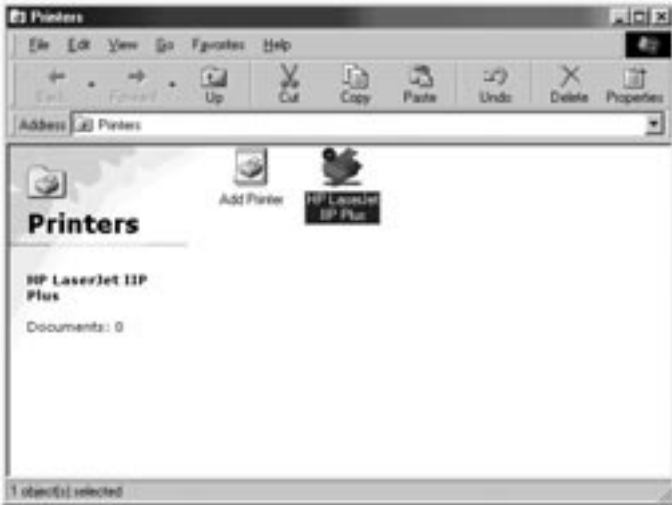 Printers
File Edit View Go Favorites Help
Back Forward Up Cut Copy Paste Undo Delete Properties
Address Printers
Add Printer
HP LaserJet
IIP Plus
Printers
HP LaserJet IIP
Plus
Documents: 0
1 object(s) selected